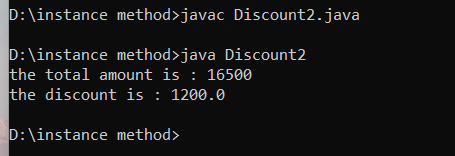 D:\instance method>javac Discount2.java
D:\instance method>java Discount2
the total amount is : 16500
the discount is : 1200.0
D:\instance method>